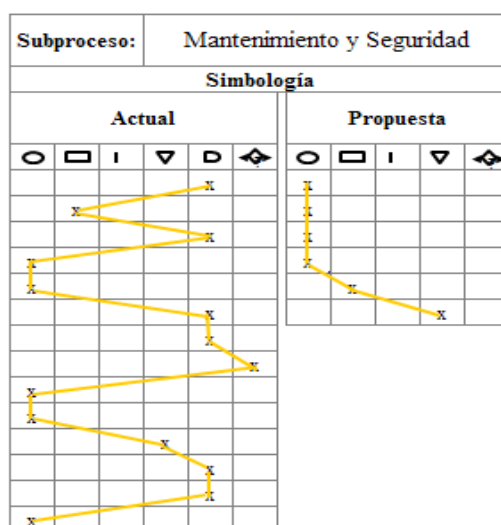 Subproceso: Mantenimiento y Seguridad
Simbología
Actual Propuesta
I D I
x x
x x
x x
x x
x x
x x
x
x
x
x
x
x
x
x